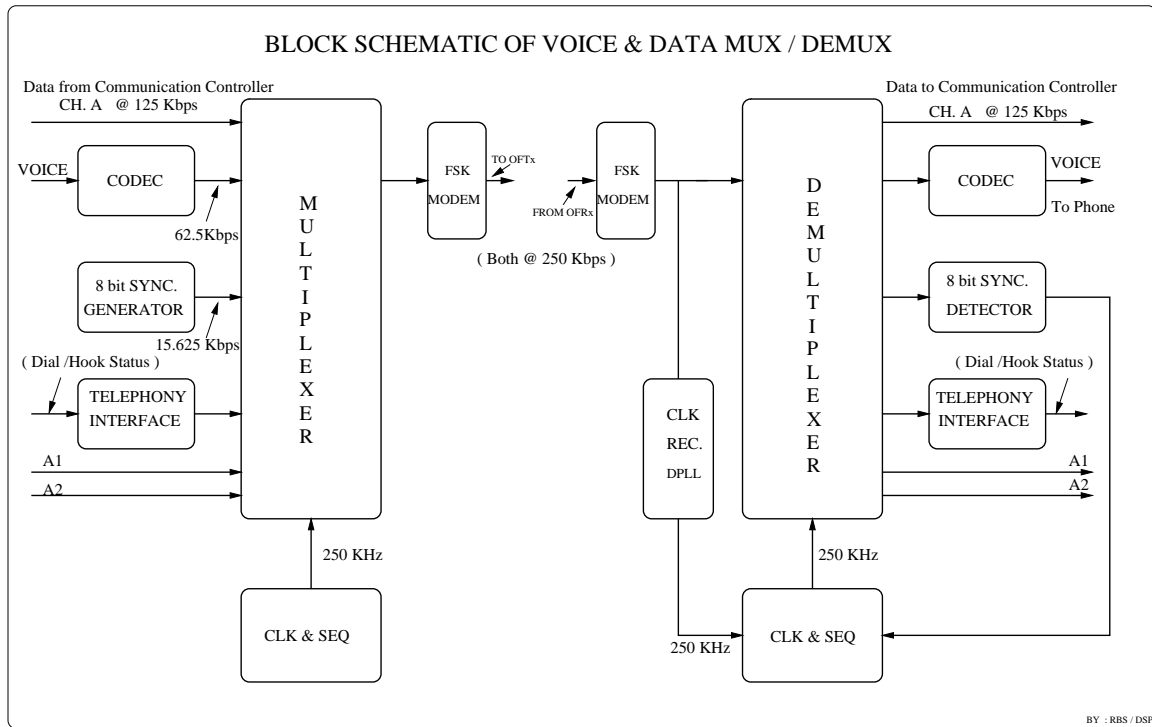 BLOCK SCHEMATIC OF VOICE & DATA MUX / DEMUX
Data from Communication Controller
CH. A @ 125 Kbps
VOICE
CODEC
62.5Kbps
8 bit SYNC.
GENERATOR
15.625 Kbps
( Dial /Hook Status )
TELEPHONY
INTERFACE
A1
A2
MULTIPLEXER
250 KHz
CLK & SEQ
FSK
MODEM
TO OFTx
FROM OFRx
FSK
MODEM
( Both @ 250 Kbps )
CLK
REC.
DPLL
250 KHz
DEMULTIPLEXER
250 KHz
CLK & SEQ
Data to Communication Controller
CH. A @ 125 Kbps
CODEC
VOICE
To Phone
8 bit SYNC.
DETECTOR
( Dial /Hook Status )
TELEPHONY
INTERFACE
A1
A2
BY : RBS / DSP